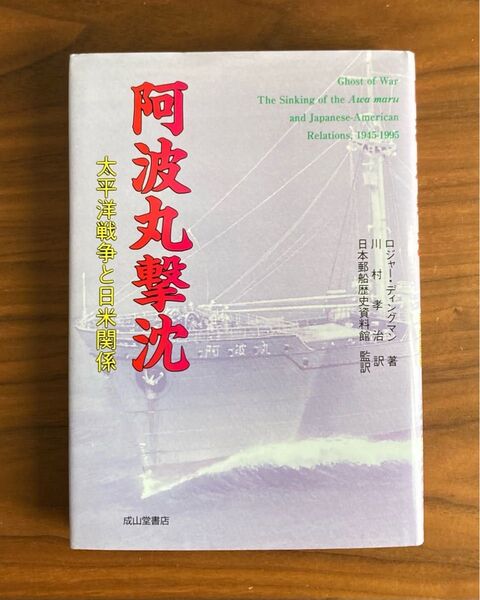 Ghost of War
The Sinking of the Awa maru
and Japanese-American
Relations, 1945-1995
阿波丸撃沈
太平洋戦争と日米関係
ロジャー・ディングマン 著
川村孝治 訳
日本郵船歴史資料館 監訳
阿波丸
成山堂書店